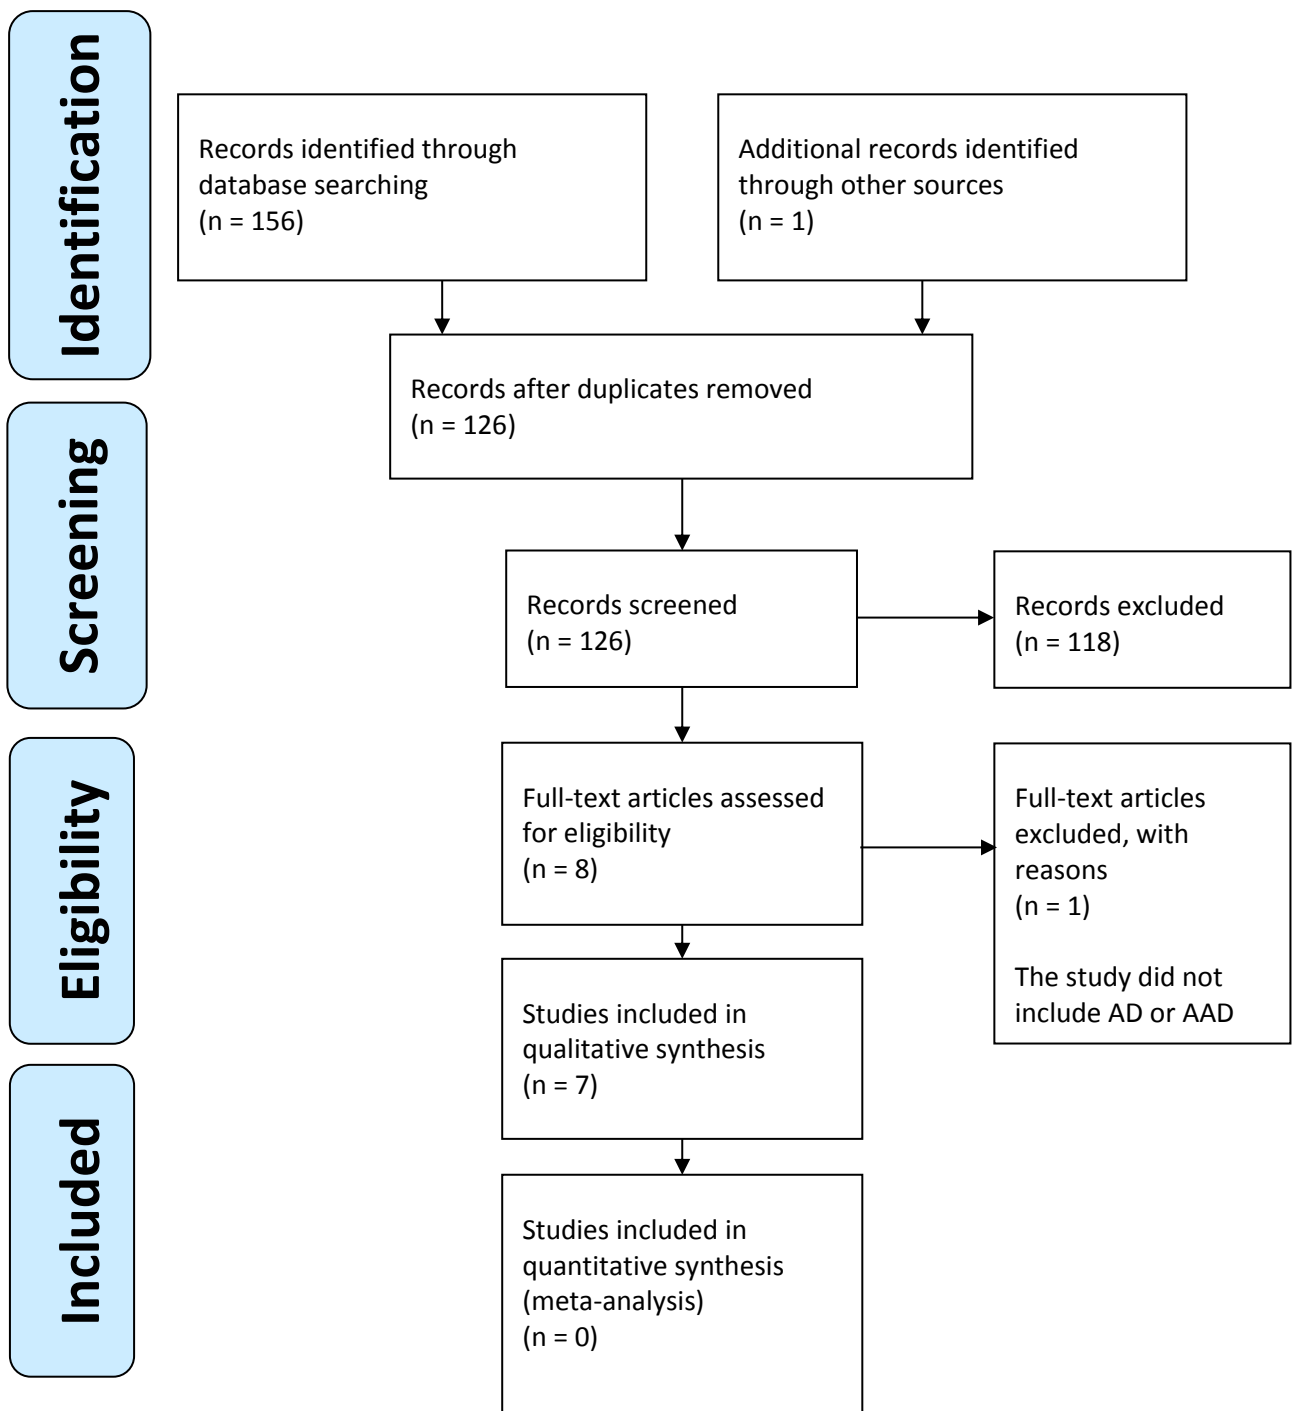 Identification
Records identified through
database searching
(n = 156)
Additional records identified
through other sources
(n = 1)
Records after duplicates removed
(n = 126)
Screening
Records screened
(n = 126)
Records excluded
(n = 118)
Eligibility
Full-text articles assessed
for eligibility
(n = 8)
Full-text articles
excluded, with
reasons
(n = 1)
The study did not
include AD or AAD
Studies included in
qualitative synthesis
(n = 7)
Included
Studies included in
quantitative synthesis
(meta-analysis)
(n = 0)